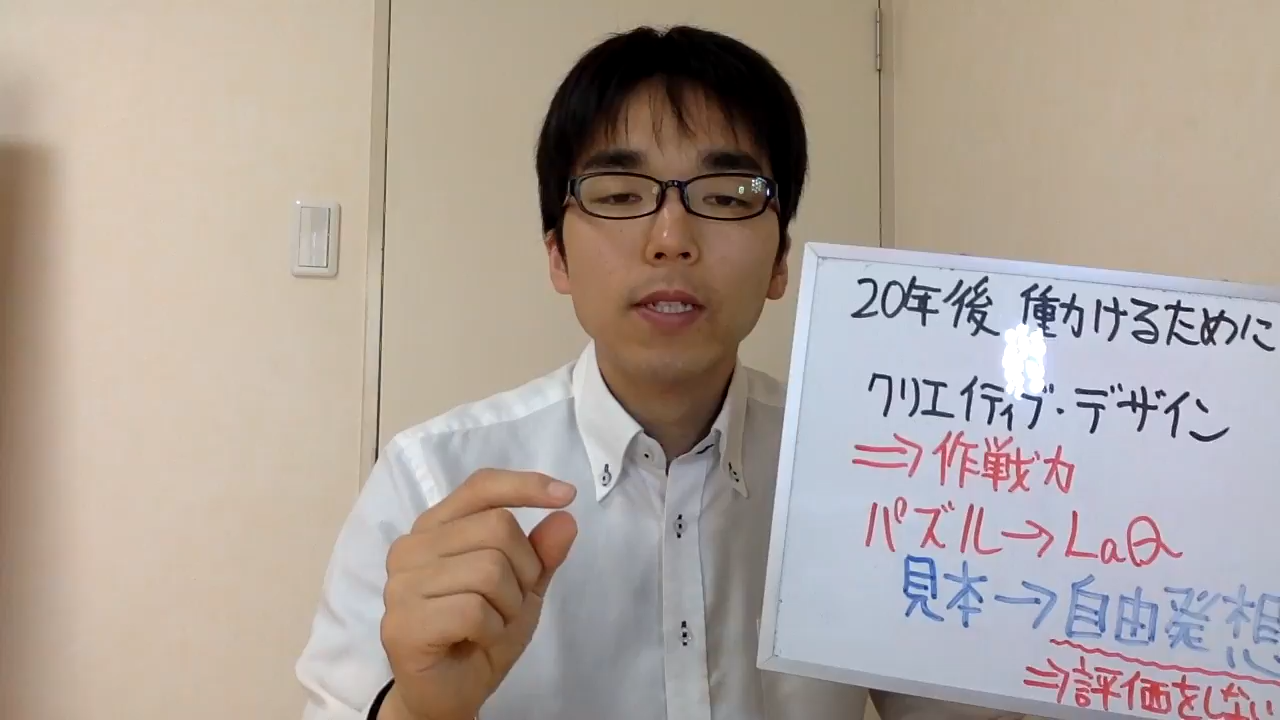 20年後 働けるために
クリエイティブ・デザイン
⇒作戦力
パズル→LaQ
見本→自由発想
⇒評価をしない